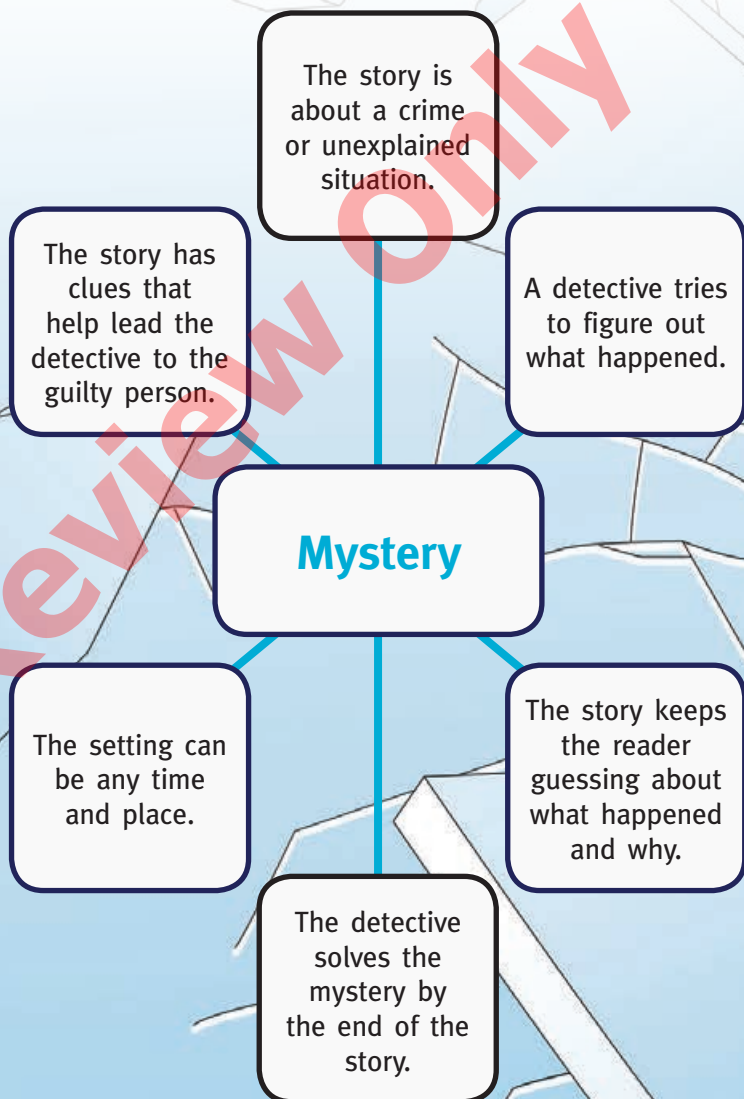 The story is
about a crime
or unexplained
situation.
A detective tries
to figure out
what happened.
The story keeps
the reader
guessing about
what happened
and why.
The detective
solves the
mystery by
the end of the
story.
The setting can
be any time
and place.
The story has
clues that
help lead the
detective to the
guilty person.
Mystery
Review Only